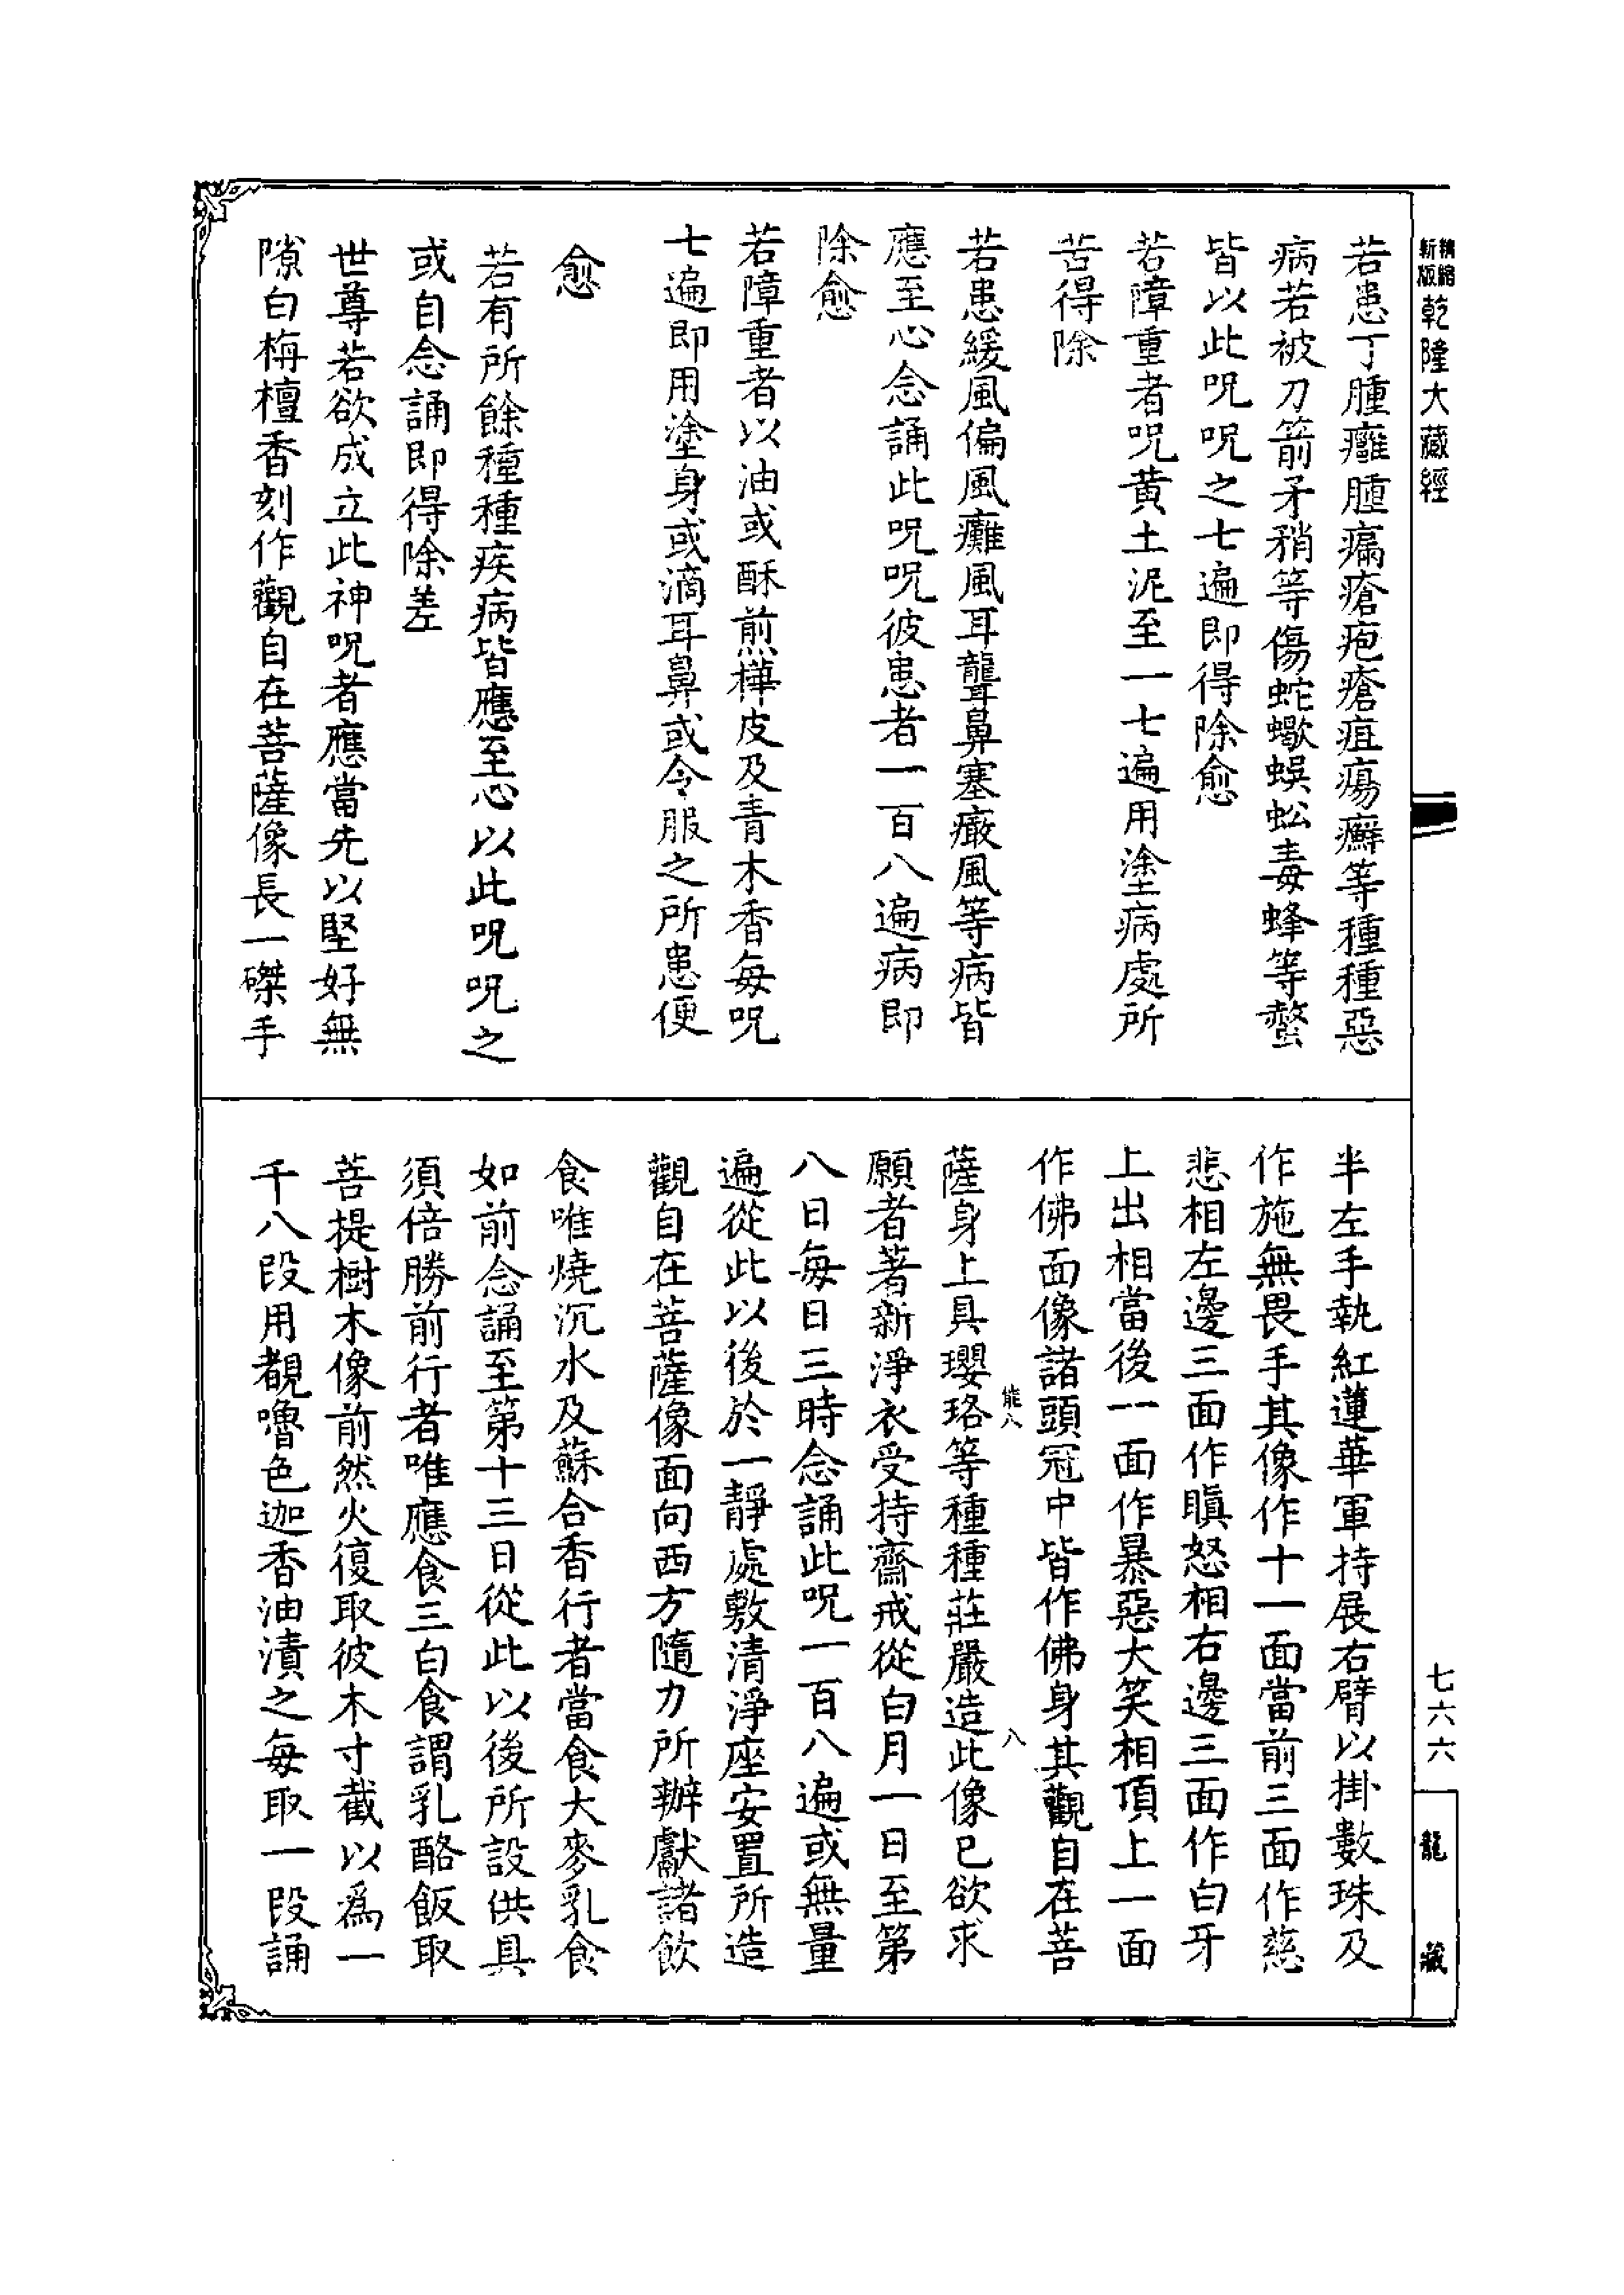 新版
精縮
乾隆大藏經
若患丁腫癰腫瘺瘡疱瘡疽瘍癬等種種惡
病若被刀箭矛矟等傷蛇蠍蜈蚣毒蜂等螫
皆以此呪呪之七遍即得除愈
若障重者呪黄土泥至一七遍用塗病處所
苦得除
若患緩風偏風癱風耳聾鼻塞瘚風等病皆
應至心念誦此呪呪彼患者一百八遍病即
除愈
若障重者以油或酥煎樺皮及青木香每呪
七遍即用塗身或滴耳鼻或令服之所患便
愈
若有所餘種種疾病皆應至心以此呪呪之
或自念誦即得除差
世尊若欲成立此神呪者應當先以堅好無
隙白栴檀香刻作觀自在菩薩像長一磔手
半左手執紅蓮華軍持展右臂以掛數珠及
作施無畏手其像作十一面當前三面作慈
悲相左邊三面作瞋怒相右邊三面作白牙
上出相當後一面作暴惡大笑相頂上一面
作佛面像諸頭冠中皆作佛身其觀自在菩
能八
八
薩身上具瓔珞等種種莊嚴造此像已欲求
願者著新淨衣受持齋戒從白月一日至第
八日每日三時念誦此呪一百八遍或無量
遍從此以後於一靜處敷清淨座安置所造
觀自在菩薩像面向西方隨力所辦獻諸飲
食唯燒沉水及蘇合香行者當食大麥乳食
如前念誦至第十三日從此以後所設供具
須倍勝前行者唯應食三白食謂乳酪飯取
菩提樹木像前然火復取彼木寸截以爲一
千八段用覩嚕色迦香油漬之每取一段誦
七六六
龍藏